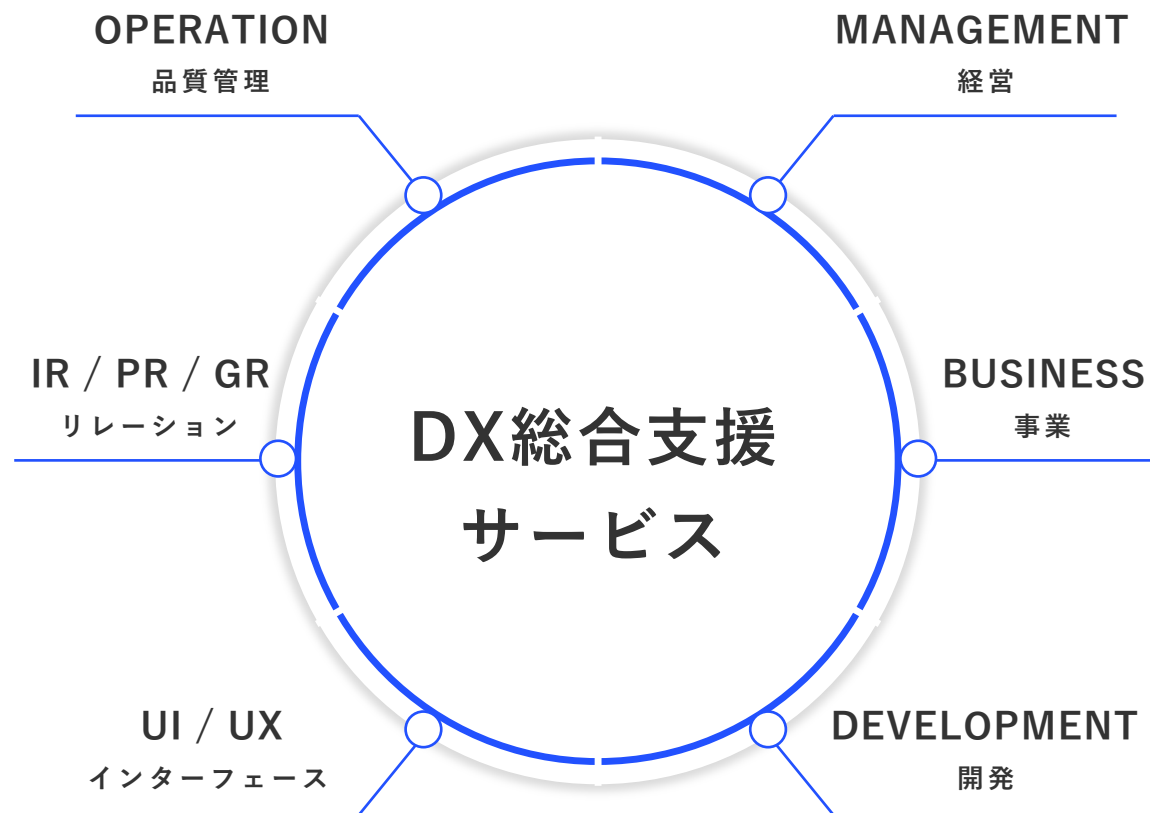 OPERATION
品質管理
MANAGEMENT
経営
IR / PR / GR
リレーション
BUSINESS
事業
DX総合支援
サービス
UI / UX
インターフェース
DEVELOPMENT
開発